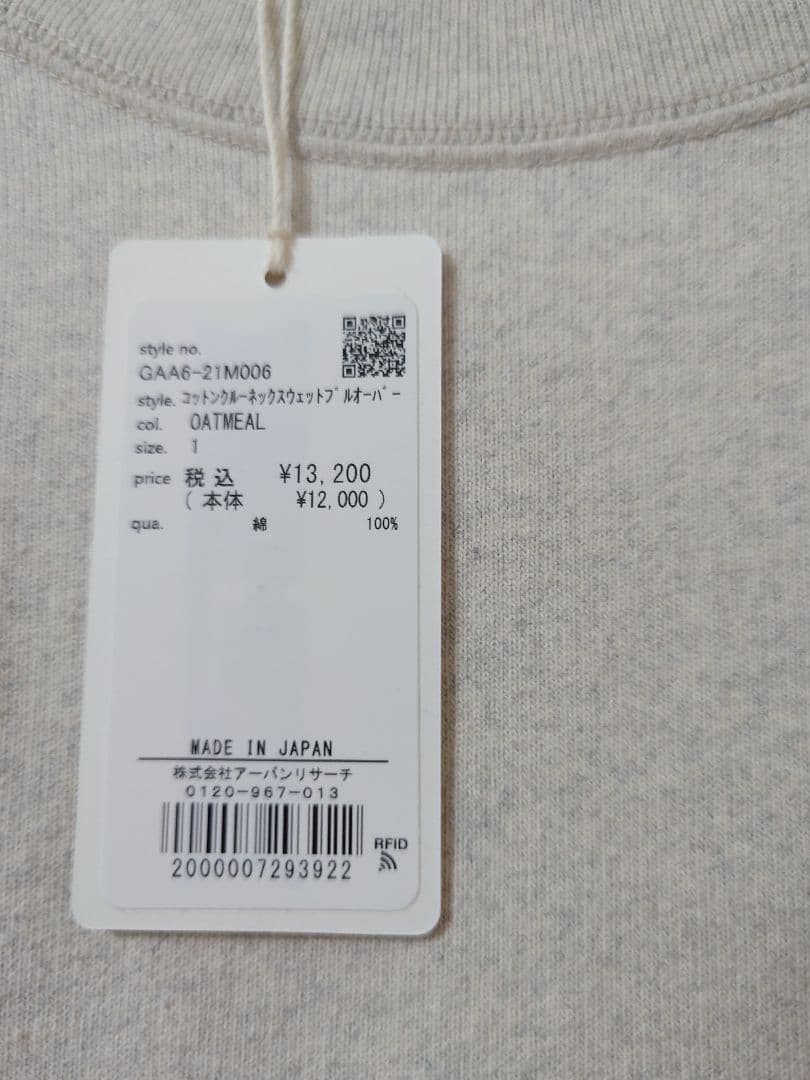 style no.
GAA6-21M006
style. コットンクルーネックスウェットプルオーバー
col. OATMEAL
size. 1
price 税 込 ¥13,200
( 本体 ¥12,000 )
qua. 綿 100%
MADE IN JAPAN
株式会社アーバンリサーチ
0120-967-013
RFID
2000007293922